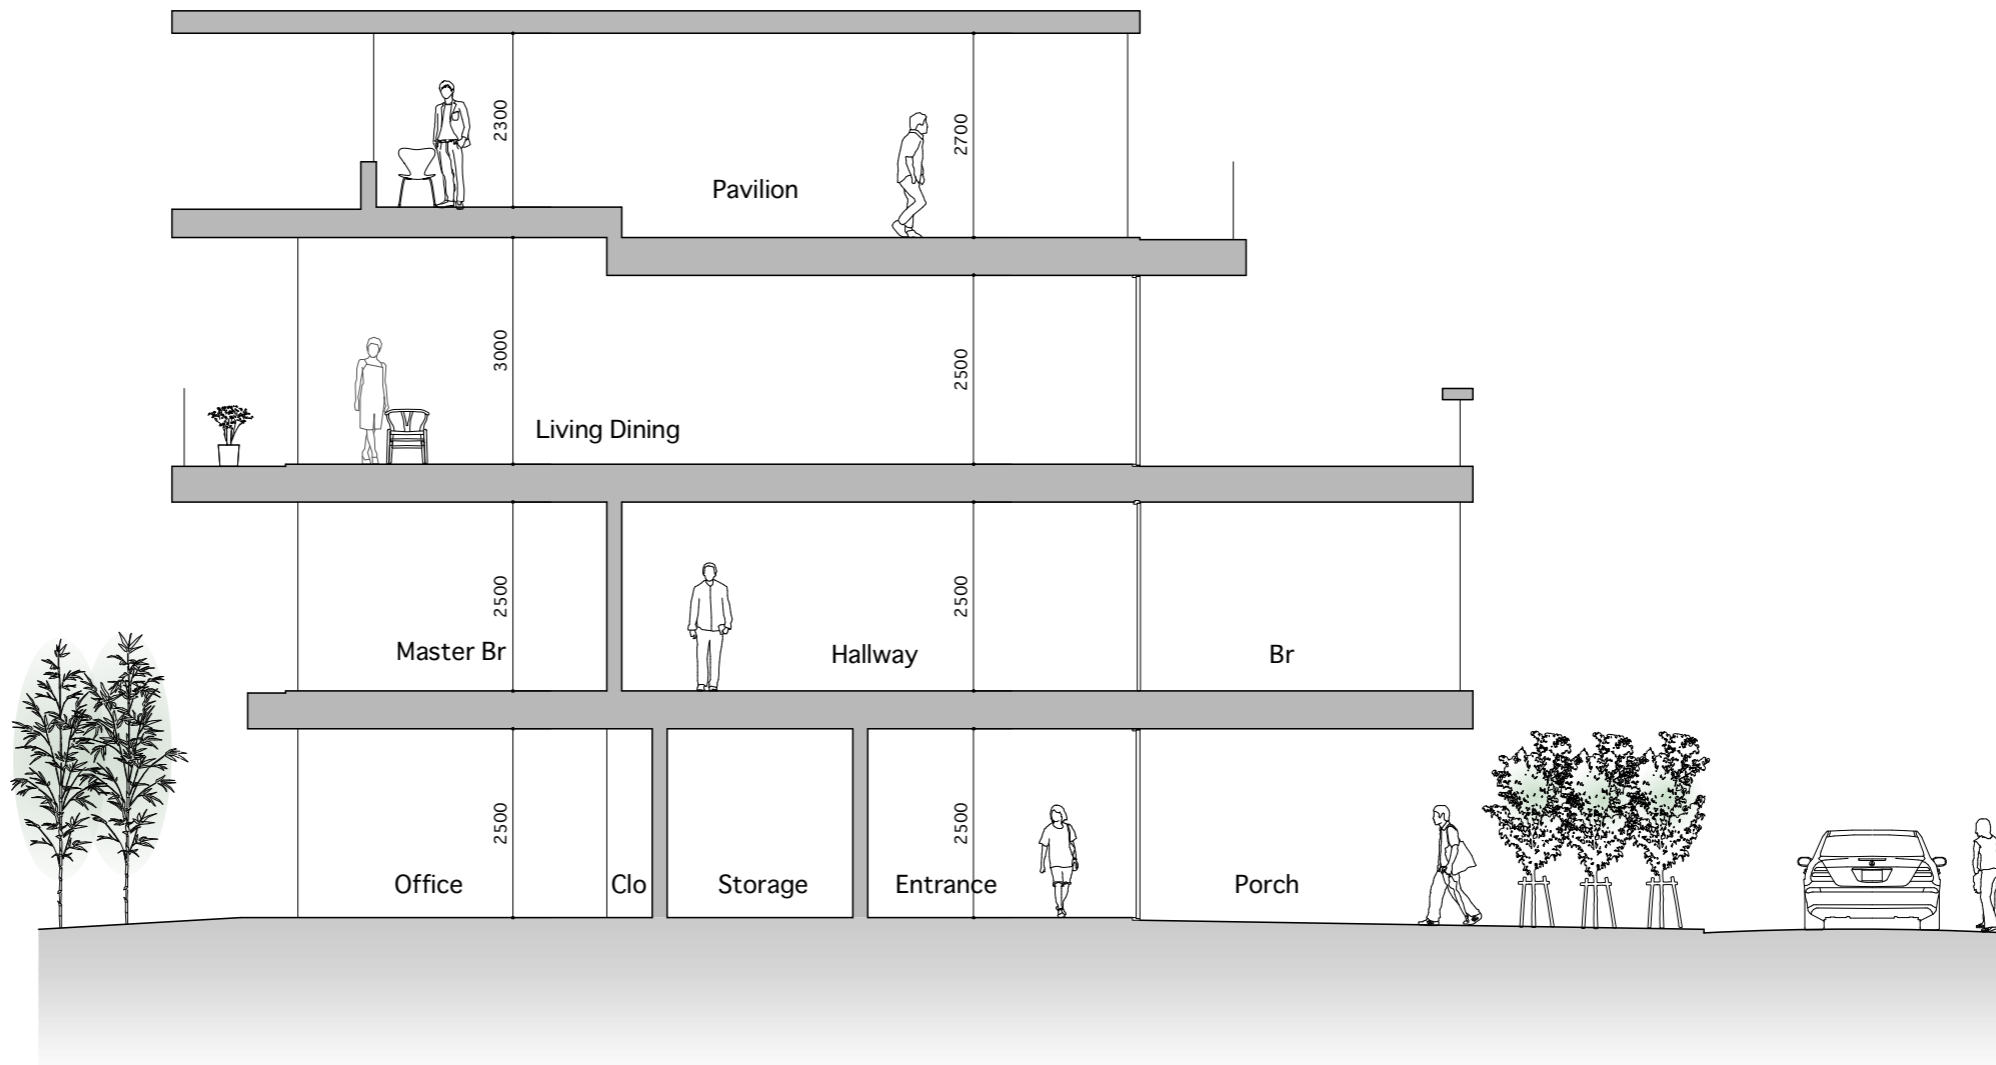 2300
2700
Pavilion
3000
2500
Living Dining
2500
2500
Master Br
Hallway
Br
2500
2500
Office
Clo
Storage
Entrance
Porch